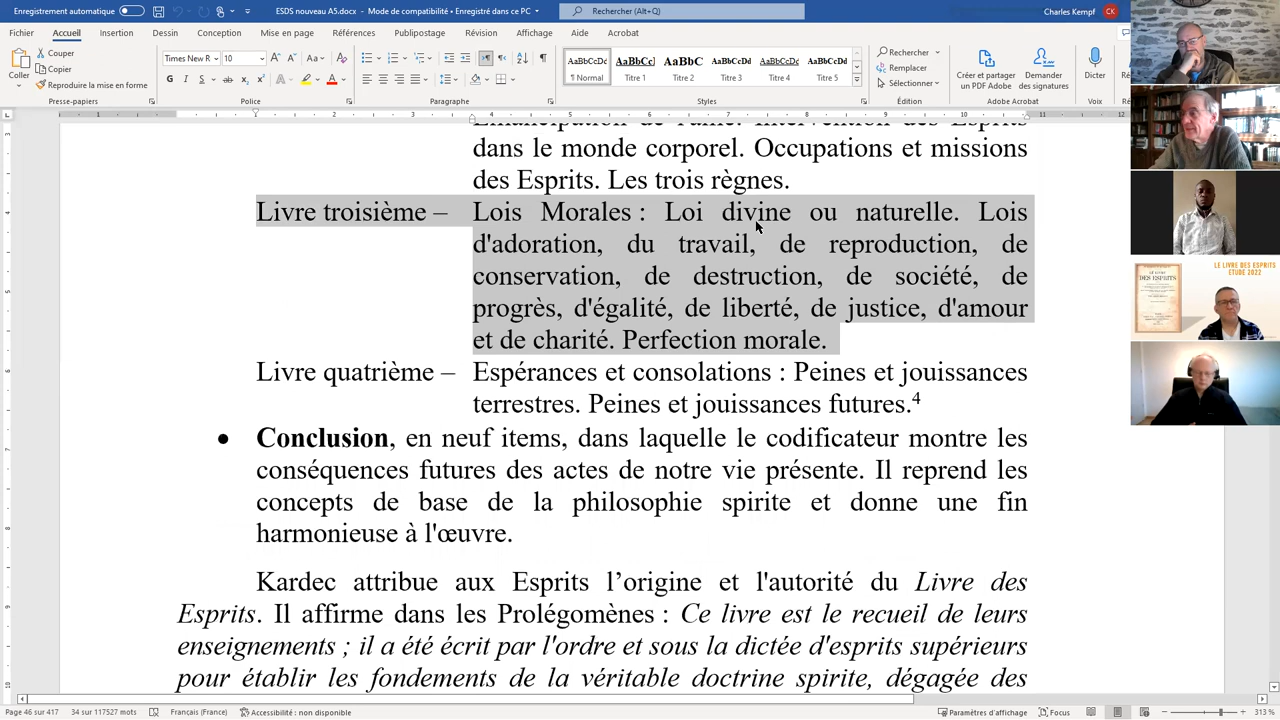 Enregistrement automatique
ESDS nouveau A5.docx - Mode de compatibilité • Enregistré dans ce PC
Rechercher (Alt+Q)
Charles Kempf
CK
Fichier Accueil Insertion Dessin Conception Mise en page Références Publipostage Révision Affichage Aide Acrobat
Coller
Couper
Copier
Reproduire la mise en forme
Presse-papiers
Times New R
10
Police
Paragraphe
AaBbCcDc AaBbCcl AaBbC AaBbCcDd AaBbCcDc AaBbCcDd
¶ Normal Titre 1 Titre 2 Titre 3 Titre 4 Titre 5
Styles
Rechercher
Remplacer
Sélectionner
Édition
Créer et partager un PDF Adobe
Demander des signatures
Adobe Acrobat
Dicter
Voix
dans le monde corporel. Occupations et missions
des Esprits. Les trois règnes.
Livre troisième – Lois Morales : Loi divine ou naturelle. Lois
d'adoration, du travail, de reproduction, de
conservation, de destruction, de société, de
progrès, d'égalité, de liberté, de justice, d'amour
et de charité. Perfection morale.
Livre quatrième – Espérances et consolations : Peines et jouissances
terrestres. Peines et jouissances futures.4
• Conclusion, en neuf items, dans laquelle le codificateur montre les
conséquences futures des actes de notre vie présente. Il reprend les
concepts de base de la philosophie spirite et donne une fin
harmonieuse à l'œuvre.
Kardec attribue aux Esprits l’origine et l'autorité du Livre des
Esprits. Il affirme dans les Prolégomènes : Ce livre est le recueil de leurs
enseignements ; il a été écrit par l'ordre et sous la dictée d'esprits supérieurs
pour établir les fondements de la véritable doctrine spirite, dégagée des
LE LIVRE DES ESPRITS
ETUDE 2022
DES ESPRITS
Page 46 sur 417 34 sur 117527 mots Français (France) Accessibilité : non disponible
Paramètres d'affichage Focus 313 %